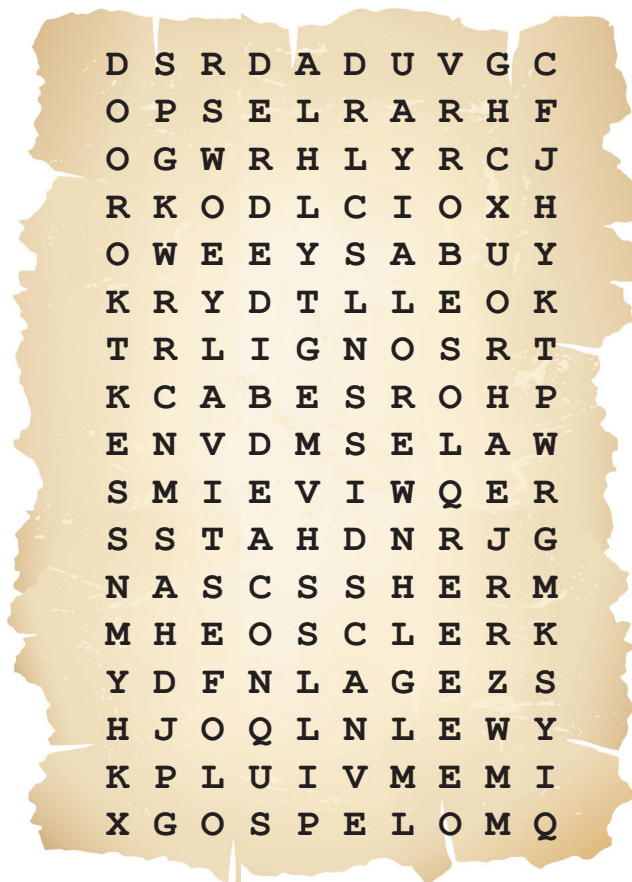 D S R D A D U V G C
O P S E L R A R H F
O G W R H L Y R C J
R K O D L C I O X H
O W E E Y S A B U Y
K R Y D T L L E O K
T R L I G N O S R T
K C A B E S R O H P
E N V D M S E L A W
S M I E V I W Q E R
S S T A H D N R J G
N A S C S S H E R M
M H E O S C L E R K
Y D F N L A G E Z S
H J O Q L N L E W Y
K P L U I V M E M I
X G O S P E L O M Q